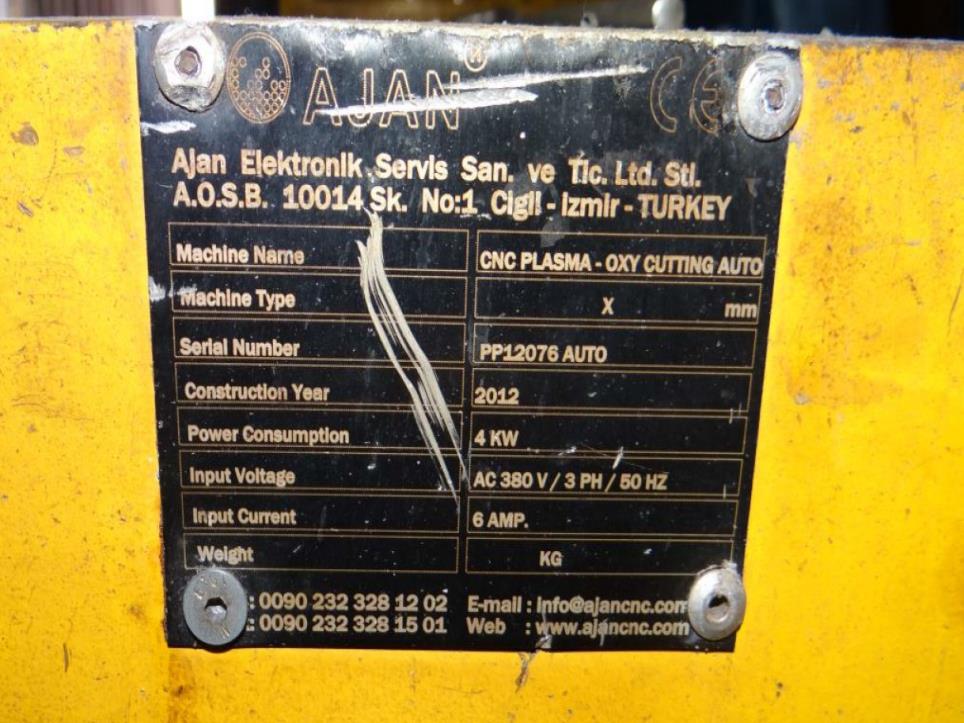 AJAN
CE
Ajan Elektronik Servis San. ve Tic. Ltd. Sti.
A.O.S.B. 10014 Sk. No:1 Cigli - Izmir - TURKEY
Machine Name CNC PLASMA - OXY CUTTING AUTO
Machine Type X mm
Serial Number PP12076 AUTO
Construction Year 2012
Power Consumption 4 KW
Input Voltage AC 380 V / 3 PH / 50 HZ
Input Current 6 AMP.
Weight KG
: 0090 232 328 12 02 E-mail : info@ajancnc.com
: 0090 232 328 15 01 Web : www.ajancnc.com